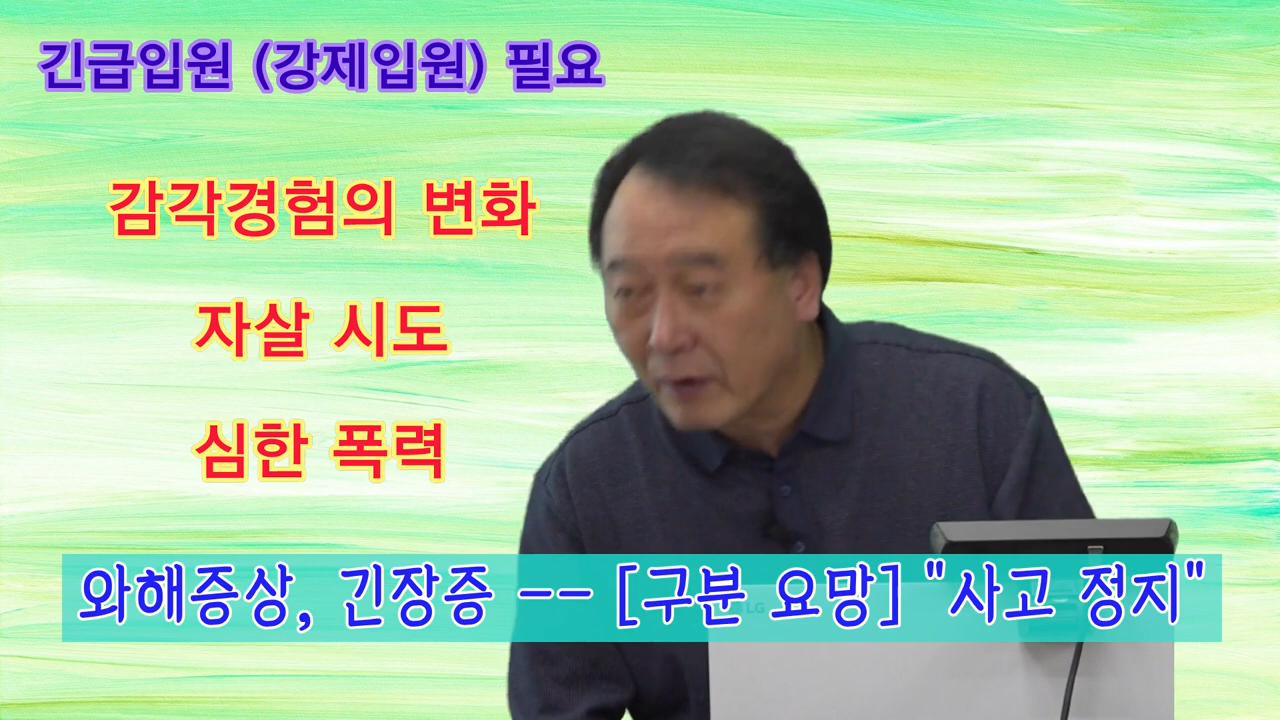 긴급입원 (강제입원) 필요
감각경험의 변화
자살 시도
심한 폭력
와해증상, 긴장증 -- [구분 요망] "사고 정지"
LG